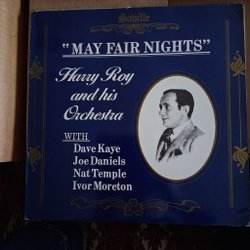 Saville
"MAY FAIR NIGHTS"
Harry Roy
and his
Orchestra
WITH
Dave Kaye
Joe Daniels
Nat Temple
Ivor Moreton